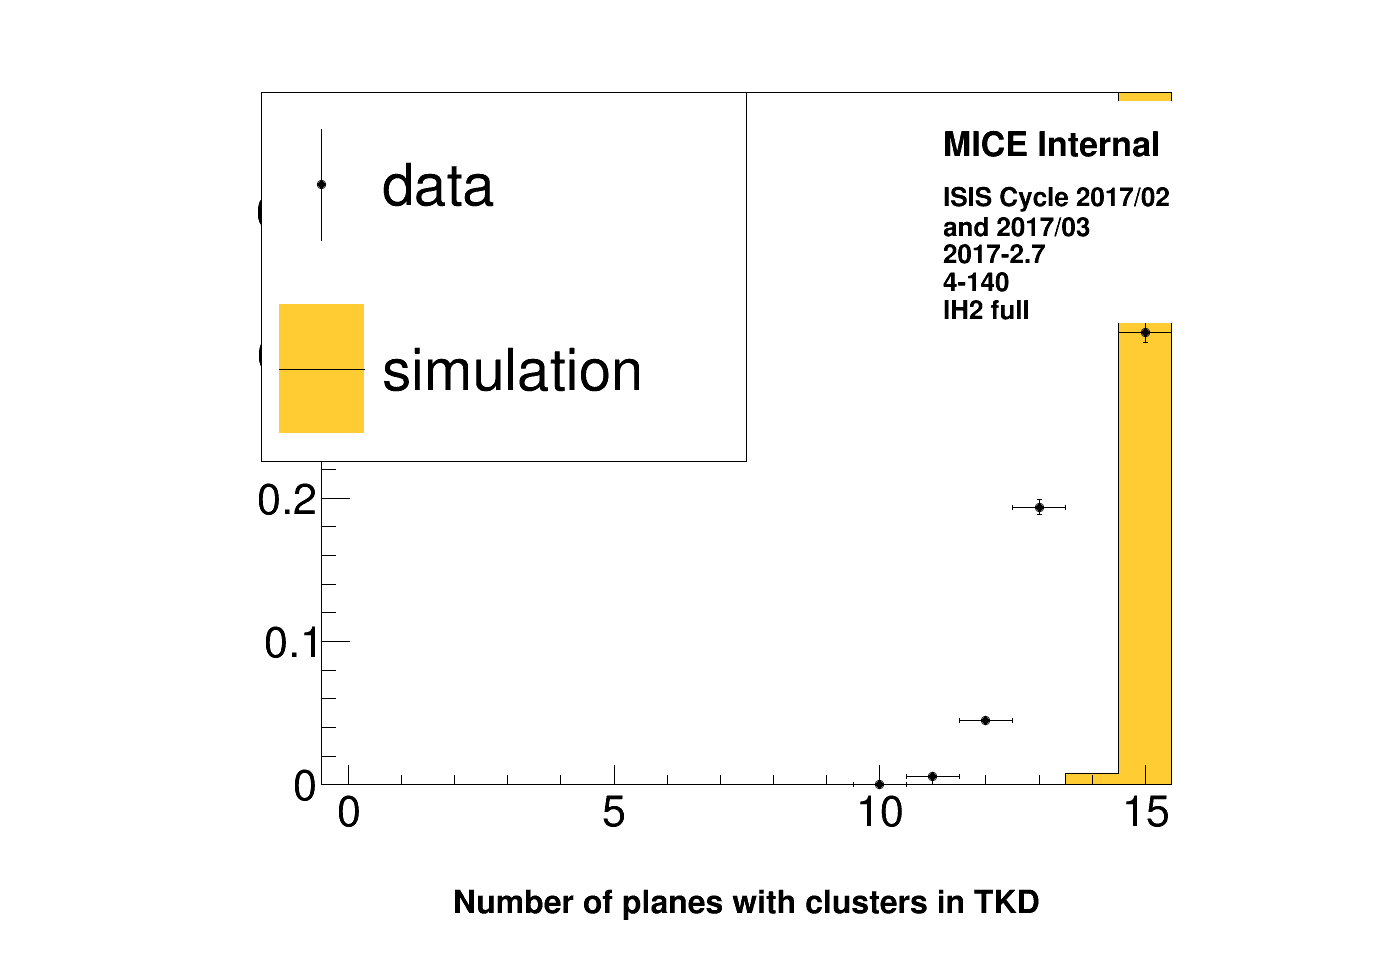 MICE Internal
data
ISIS Cycle 2017/02
and 2017/03
2017-2.7
4-140
IH2 full
simulation
0.2
0.1
0
0 5 10 15
Number of planes with clusters in TKD